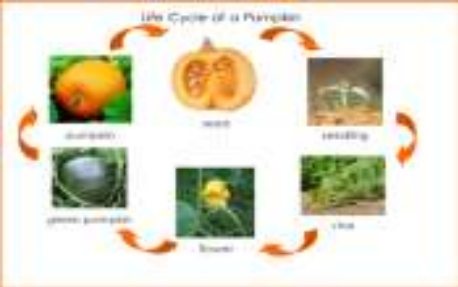 Life Cycle of a Pumpkin
seed
seedling
vine
flower
green pumpkin
pumpkin